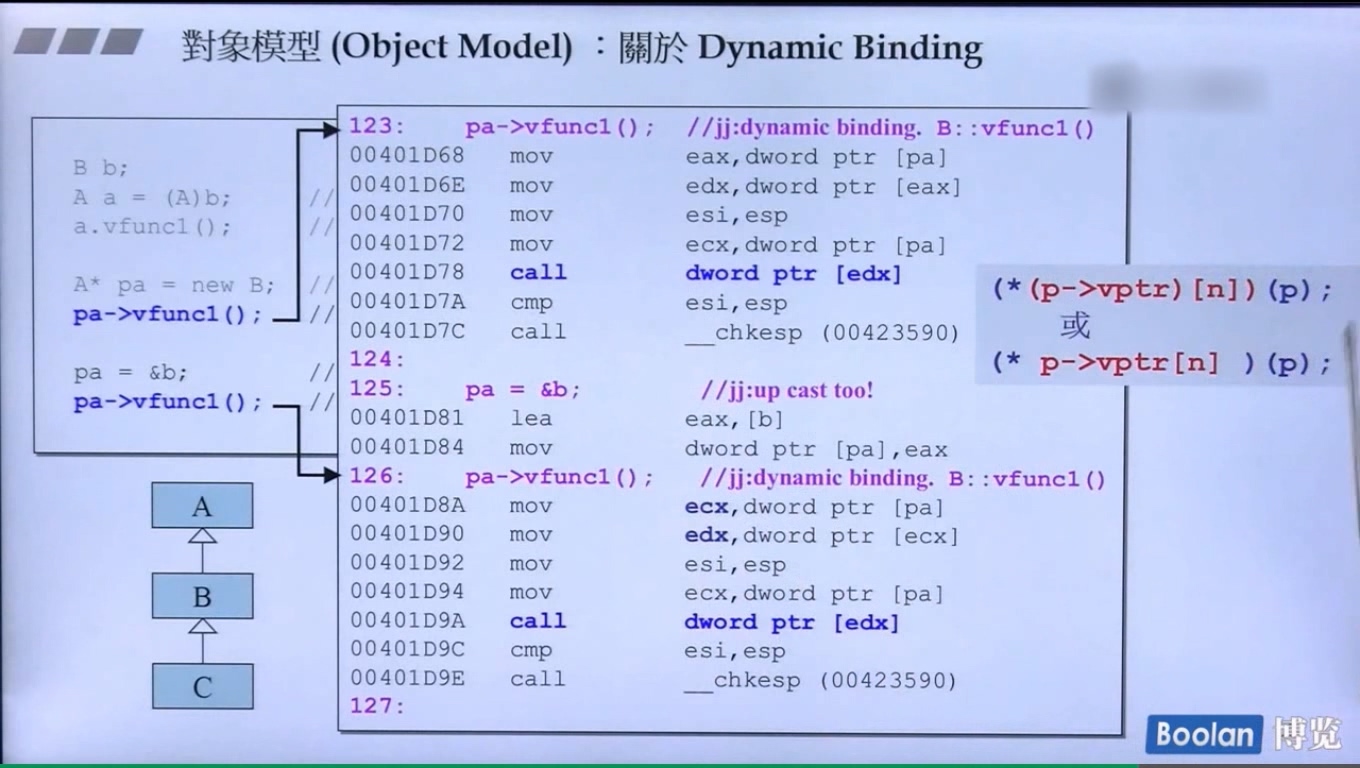 對象模型 (Object Model) ：關於 Dynamic Binding
B b;
A a = (A)b; //
a.vfunc1(); //
A* pa = new B; //
pa->vfunc1(); //
pa = &b; //
pa->vfunc1(); //
123: pa->vfunc1(); //jj:dynamic binding. B::vfunc1()
00401D68 mov eax,dword ptr [pa]
00401D6E mov edx,dword ptr [eax]
00401D70 mov esi,esp
00401D72 mov ecx,dword ptr [pa]
00401D78 call dword ptr [edx]
00401D7A cmp esi,esp
00401D7C call __chkesp (00423590)
124:
125: pa = &b; //jj:up cast too!
00401D81 lea eax,[b]
00401D84 mov dword ptr [pa],eax
126: pa->vfunc1(); //jj:dynamic binding. B::vfunc1()
00401D8A mov ecx,dword ptr [pa]
00401D90 mov edx,dword ptr [ecx]
00401D92 mov esi,esp
00401D94 mov ecx,dword ptr [pa]
00401D9A call dword ptr [edx]
00401D9C cmp esi,esp
00401D9E call __chkesp (00423590)
127:
(*(p->vptr)[n])(p);
或
(* p->vptr[n] )(p);
A
B
C
Boolan 博览